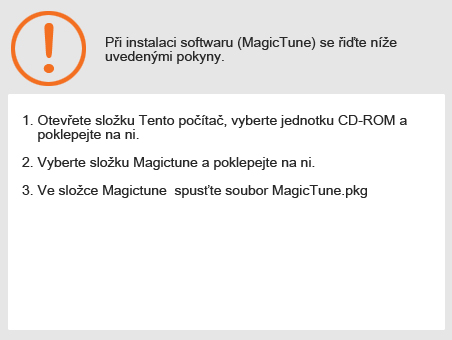 Při instalaci softwaru (MagicTune) se řiďte níže
uvedenými pokyny.
1. Otevřete složku Tento počítač, vyberte jednotku CD-ROM a
poklepejte na ni.
2. Vyberte složku Magictune a poklepejte na ni.
3. Ve složce Magictune  spusťte soubor MagicTune.pkg